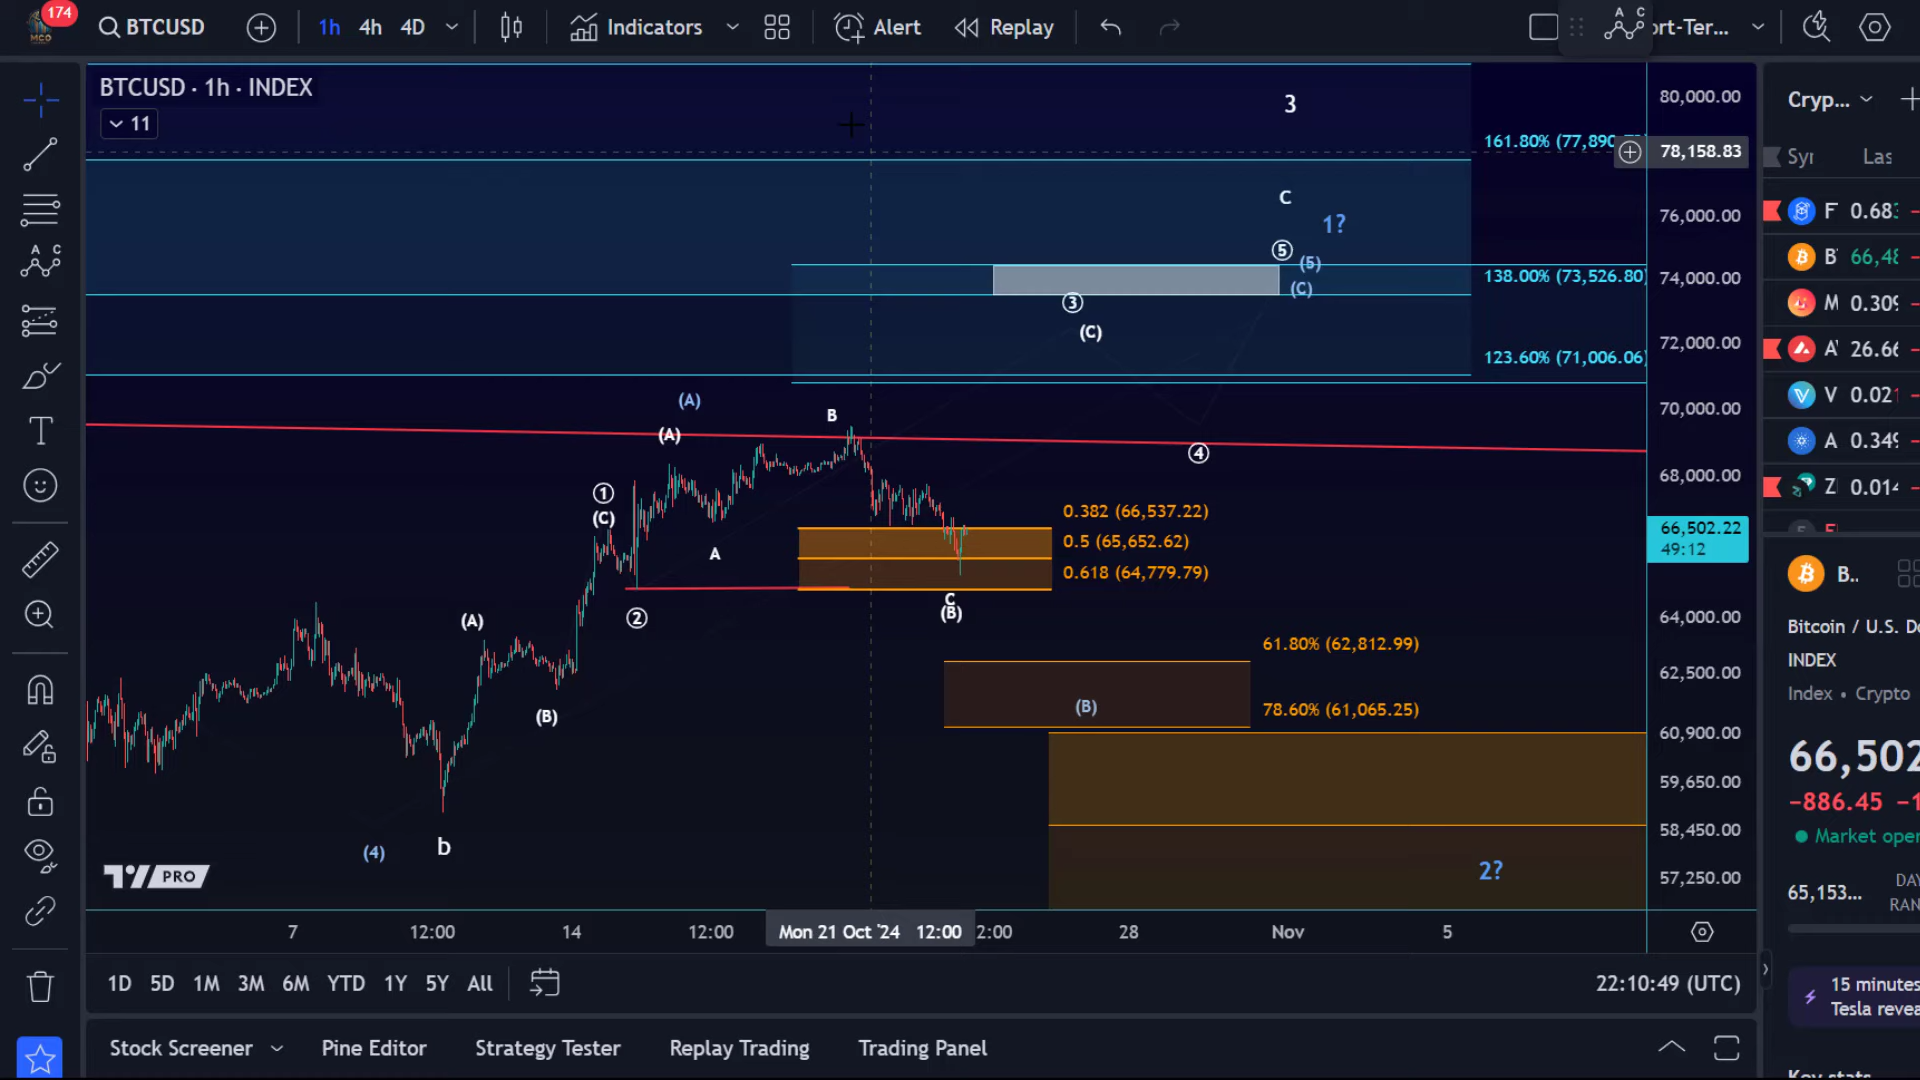 174
MCO
BTCUSD
1h
4h
4D
Indicators
Alert
Replay
A C
ort-Ter...
BTCUSD · 1h · INDEX
11
3
C
1?
⑤
(5)
(C)
③
(C)
161.80% (77,890
138.00% (73,526.80)
123.60% (71,006.06)
(A)
(A)
B
①
(C)
④
A
②
0.382 (66,537.22)
0.5 (65,652.62)
0.618 (64,779.79)
C
(B)
(A)
(B)
61.80% (62,812.99)
(B)
78.60% (61,065.25)
(4)
b
2?
PRO
80,000.00
78,158.83
76,000.00
74,000.00
72,000.00
70,000.00
68,000.00
66,502.22
49:12
64,000.00
62,500.00
60,900.00
59,650.00
58,450.00
57,250.00
7
12:00
14
12:00
Mon 21 Oct '24 12:00
2:00
28
Nov
5
1D 5D 1M 3M 6M YTD 1Y 5Y All
22:10:49 (UTC)
Stock Screener
Pine Editor
Strategy Tester
Replay Trading
Trading Panel
Cryp...
Syr
Las
F 0.683
B 66,48
M 0.309
A 26.66
V 0.021
A 0.349
Z 0.014
B..
Bitcoin / U.S. Do
INDEX
Index • Crypto
66,502
−886.45 −1
Market open
65,153...
DAY
RAN
15 minutes
Tesla revea
Key stats